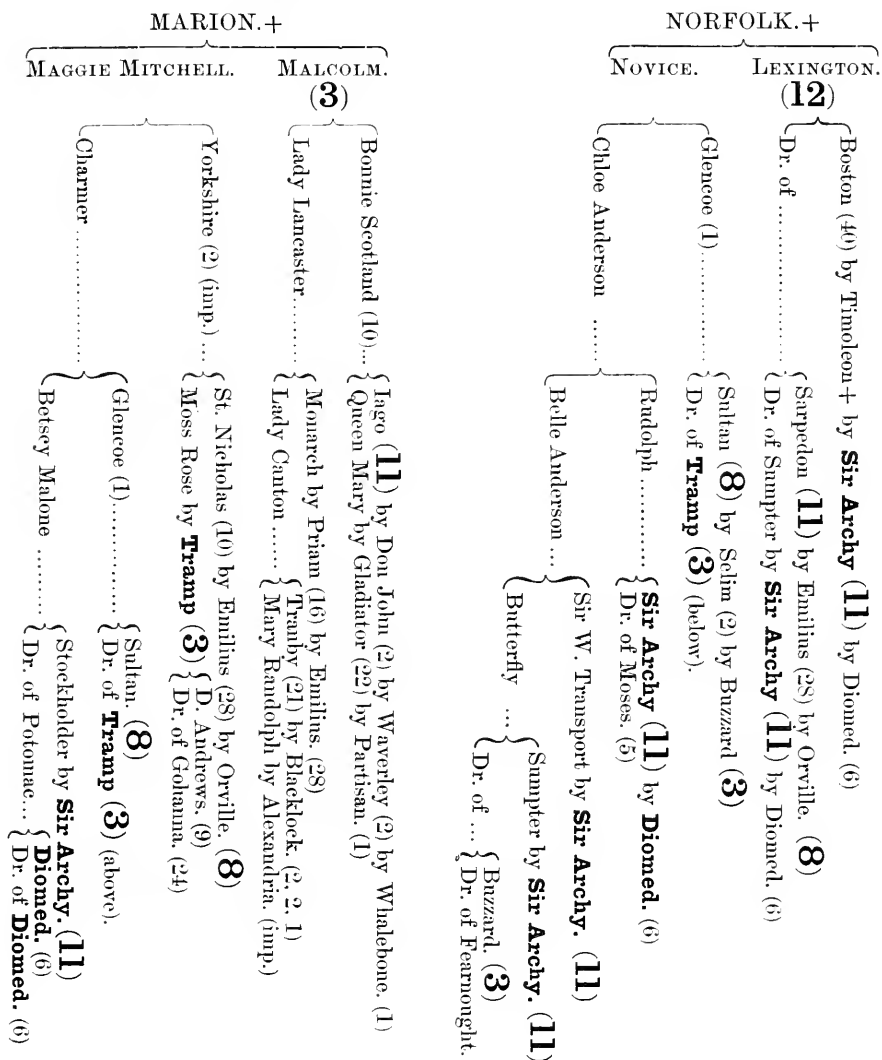 MARION.+
MAGGIE MITCHELL. MALCOLM.
(3)
Bonnie Scotland (10)...
Iago (11) by Don John (2) by Waverley (2) by Whalebone. (1)
Queen Mary by Gladiator (22) by Partisan. (1)
Lady Lancaster........
Monarch by Priam (16) by Emilius. (28)
Lady Canton ......
Tranby (21) by Blacklock. (2, 2, 1)
Mary Randolph by Alexandria. (imp.)
Yorkshire (2) (imp.) ...
St. Nicholas (10) by Emilius (28) by Orville. (8)
Moss Rose by Tramp (3)
D. Andrews. (9)
Dr. of Gohanna. (24)
Charmer ...............
Glencoe (1)...............
Sultan. (8)
Dr. of Tramp (3) (above).
Betsey Malone .........
Stockholder by Sir Archy. (11)
Dr. of Potomac...
Diomed. (6)
Dr. of Diomed. (6)
NORFOLK.+
NOVICE. LEXINGTON.
(12)
Boston (40) by Timoleon+ by Sir Archy (11) by Diomed. (6)
Dr. of ...............
Sarpedon (11) by Emilius (28) by Orville. (8)
Dr. of Sumpter by Sir Archy (11) by Diomed. (6)
Glencoe (1)...............
Sultan (8) by Selim (2) by Buzzard (3)
Dr. of Tramp (3) (below).
Chloe Anderson ......
Rudolph ............
Sir Archy (11) by Diomed. (6)
Dr. of Moses. (5)
Belle Anderson ...
Sir W. Transport by Sir Archy. (11)
Butterfly ...
Sumpter by Sir Archy. (11)
Dr. of ....
Buzzard. (3)
Dr. of Fearnought.